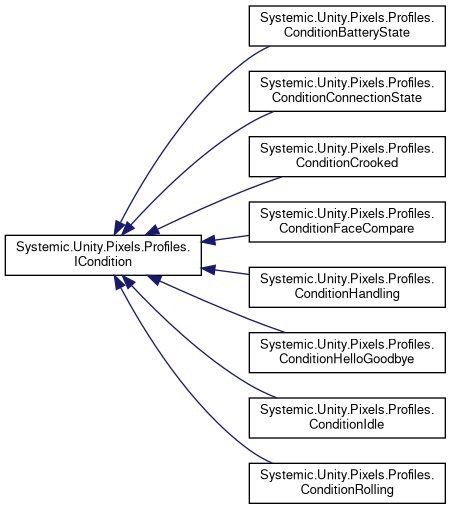 Systemic.Unity.Pixels.Profiles.
ConditionBatteryState
Systemic.Unity.Pixels.Profiles.
ConditionConnectionState
Systemic.Unity.Pixels.Profiles.
ConditionCrooked
Systemic.Unity.Pixels.Profiles.
ConditionFaceCompare
Systemic.Unity.Pixels.Profiles.
ICondition
Systemic.Unity.Pixels.Profiles.
ConditionHandling
Systemic.Unity.Pixels.Profiles.
ConditionHelloGoodbye
Systemic.Unity.Pixels.Profiles.
ConditionIdle
Systemic.Unity.Pixels.Profiles.
ConditionRolling